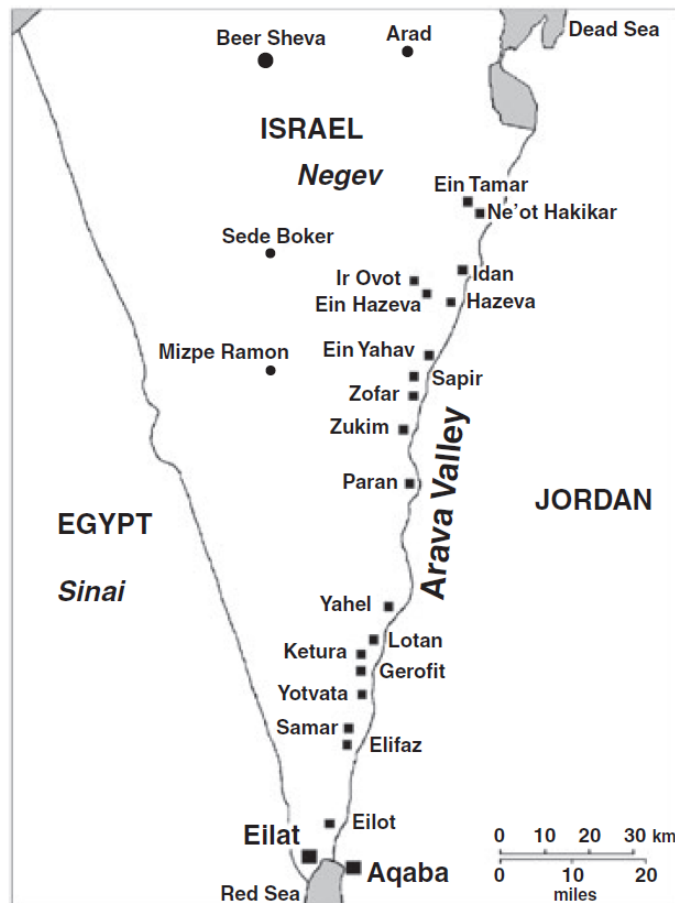 Dead Sea
Beer Sheva
Arad
ISRAEL
Negev
Ein Tamar
Ne'ot Hakikar
Sede Boker
Ir Ovot
Idan
Ein Hazeva
Hazeva
Mizpe Ramon
Ein Yahav
Sapir
Zofar
Zukim
Arava Valley
Paran
JORDAN
EGYPT
Sinai
Yahel
Lotan
Ketura
Gerofit
Yotvata
Samar
Elifaz
Eilot
Eilat
Aqaba
Red Sea
0 10 20 30 km
0 10 20
miles